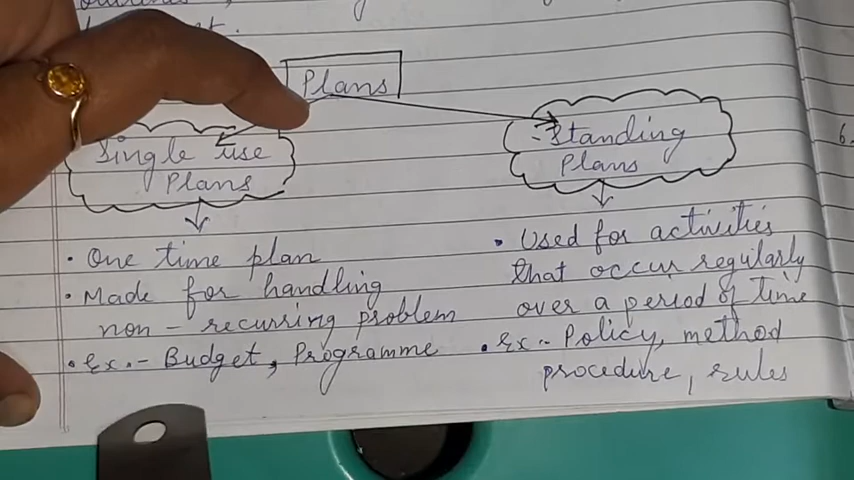 Plans
Single use
Plans
- Standing
Plans
• One time plan
• Made for handling
non - recurring problem
• Ex. - Budget, Programme
• Used for activities
that occur regularly
over a period of time
• Ex :- Policy, method
procedure, rules
6.